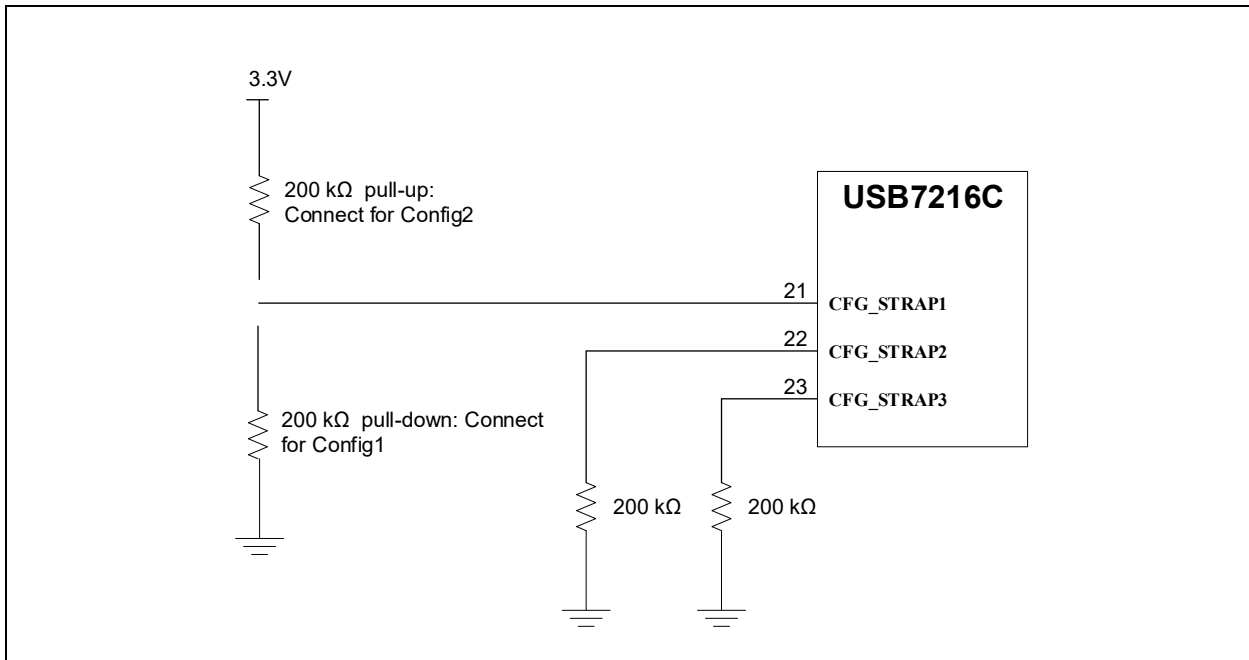 3.3V
200 kΩ pull-up:
Connect for Config2
USB7216C
21
CFG_STRAP1
22
CFG_STRAP2
23
CFG_STRAP3
200 kΩ pull-down: Connect
for Config1
200 kΩ
200 kΩ